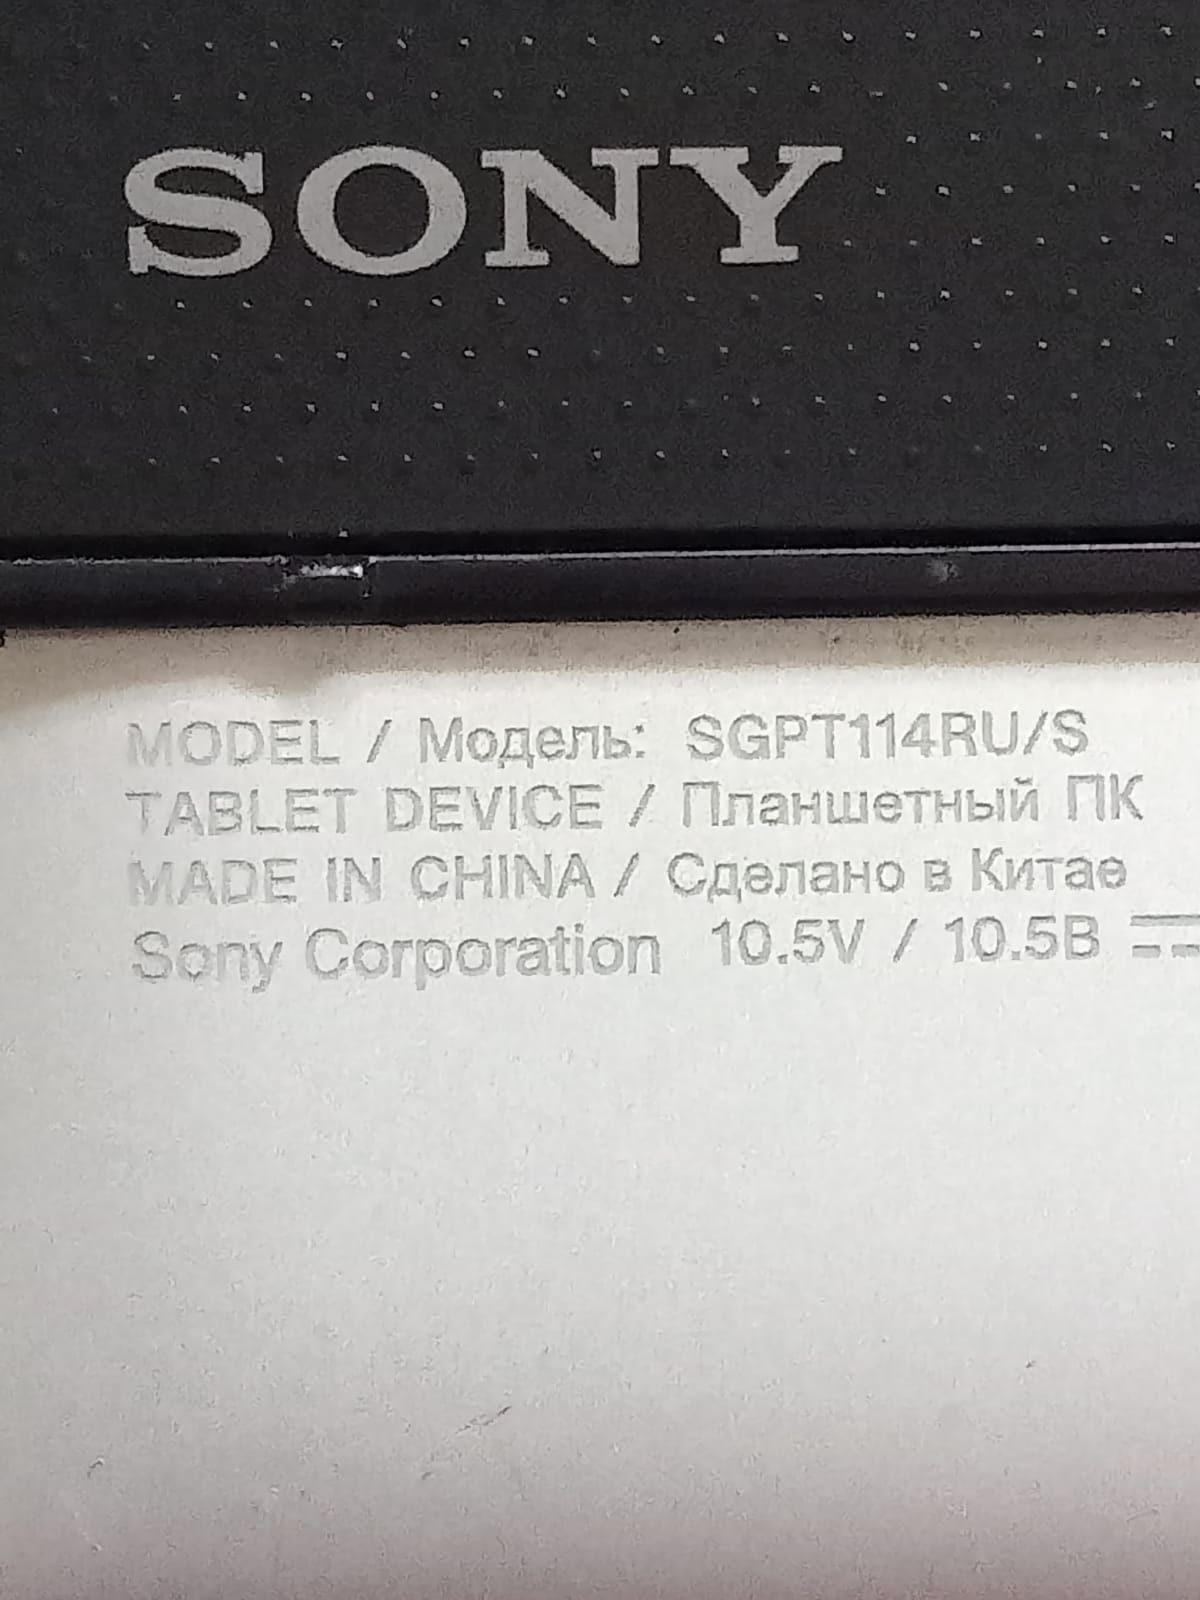 SONY
MODEL / Модель: SGPT114RU/S
TABLET DEVICE / Планшетный ПК
MADE IN CHINA / Сделано в Китае
Sony Corporation 10.5V / 10.5В ⎓